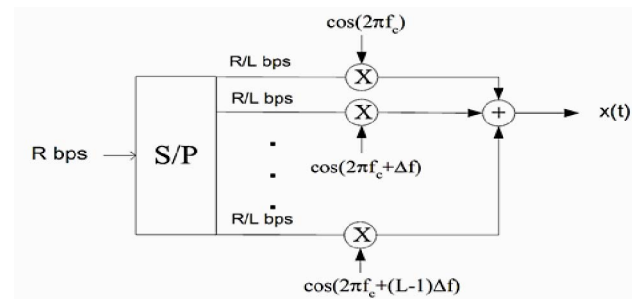 cos(2πf_c)
R/L bps
X
R/L bps
X
+
x(t)
R bps
S/P
cos(2πf_c+Δf)
R/L bps
X
cos(2πf_c+(L-1)Δf)